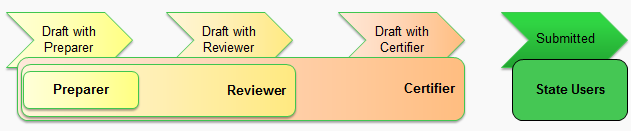 Draft with
Preparer
Draft with
Reviewer
Draft with
Certifier
Submitted
Preparer
Reviewer
Certifier
State Users